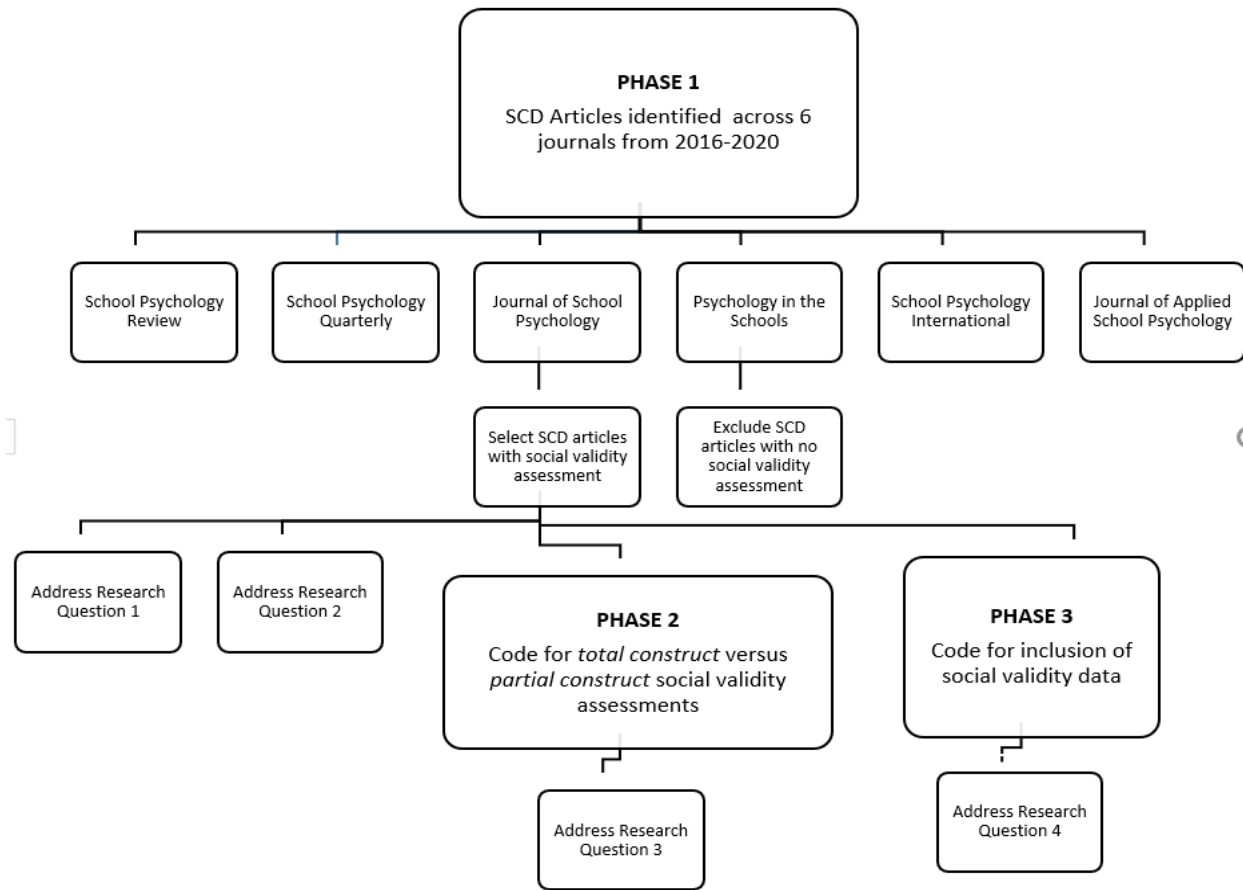 PHASE 1
SCD Articles identified across 6
journals from 2016-2020
School Psychology
Review
School Psychology
Quarterly
Journal of School
Psychology
Psychology in the
Schools
School Psychology
International
Journal of Applied
School Psychology
Select SCD articles
with social validity
assessment
Exclude SCD
articles with no
social validity
assessment
Address Research
Question 1
Address Research
Question 2
PHASE 2
Code for total construct versus
partial construct social validity
assessments
PHASE 3
Code for inclusion of
social validity data
Address Research
Question 3
Address Research
Question 4